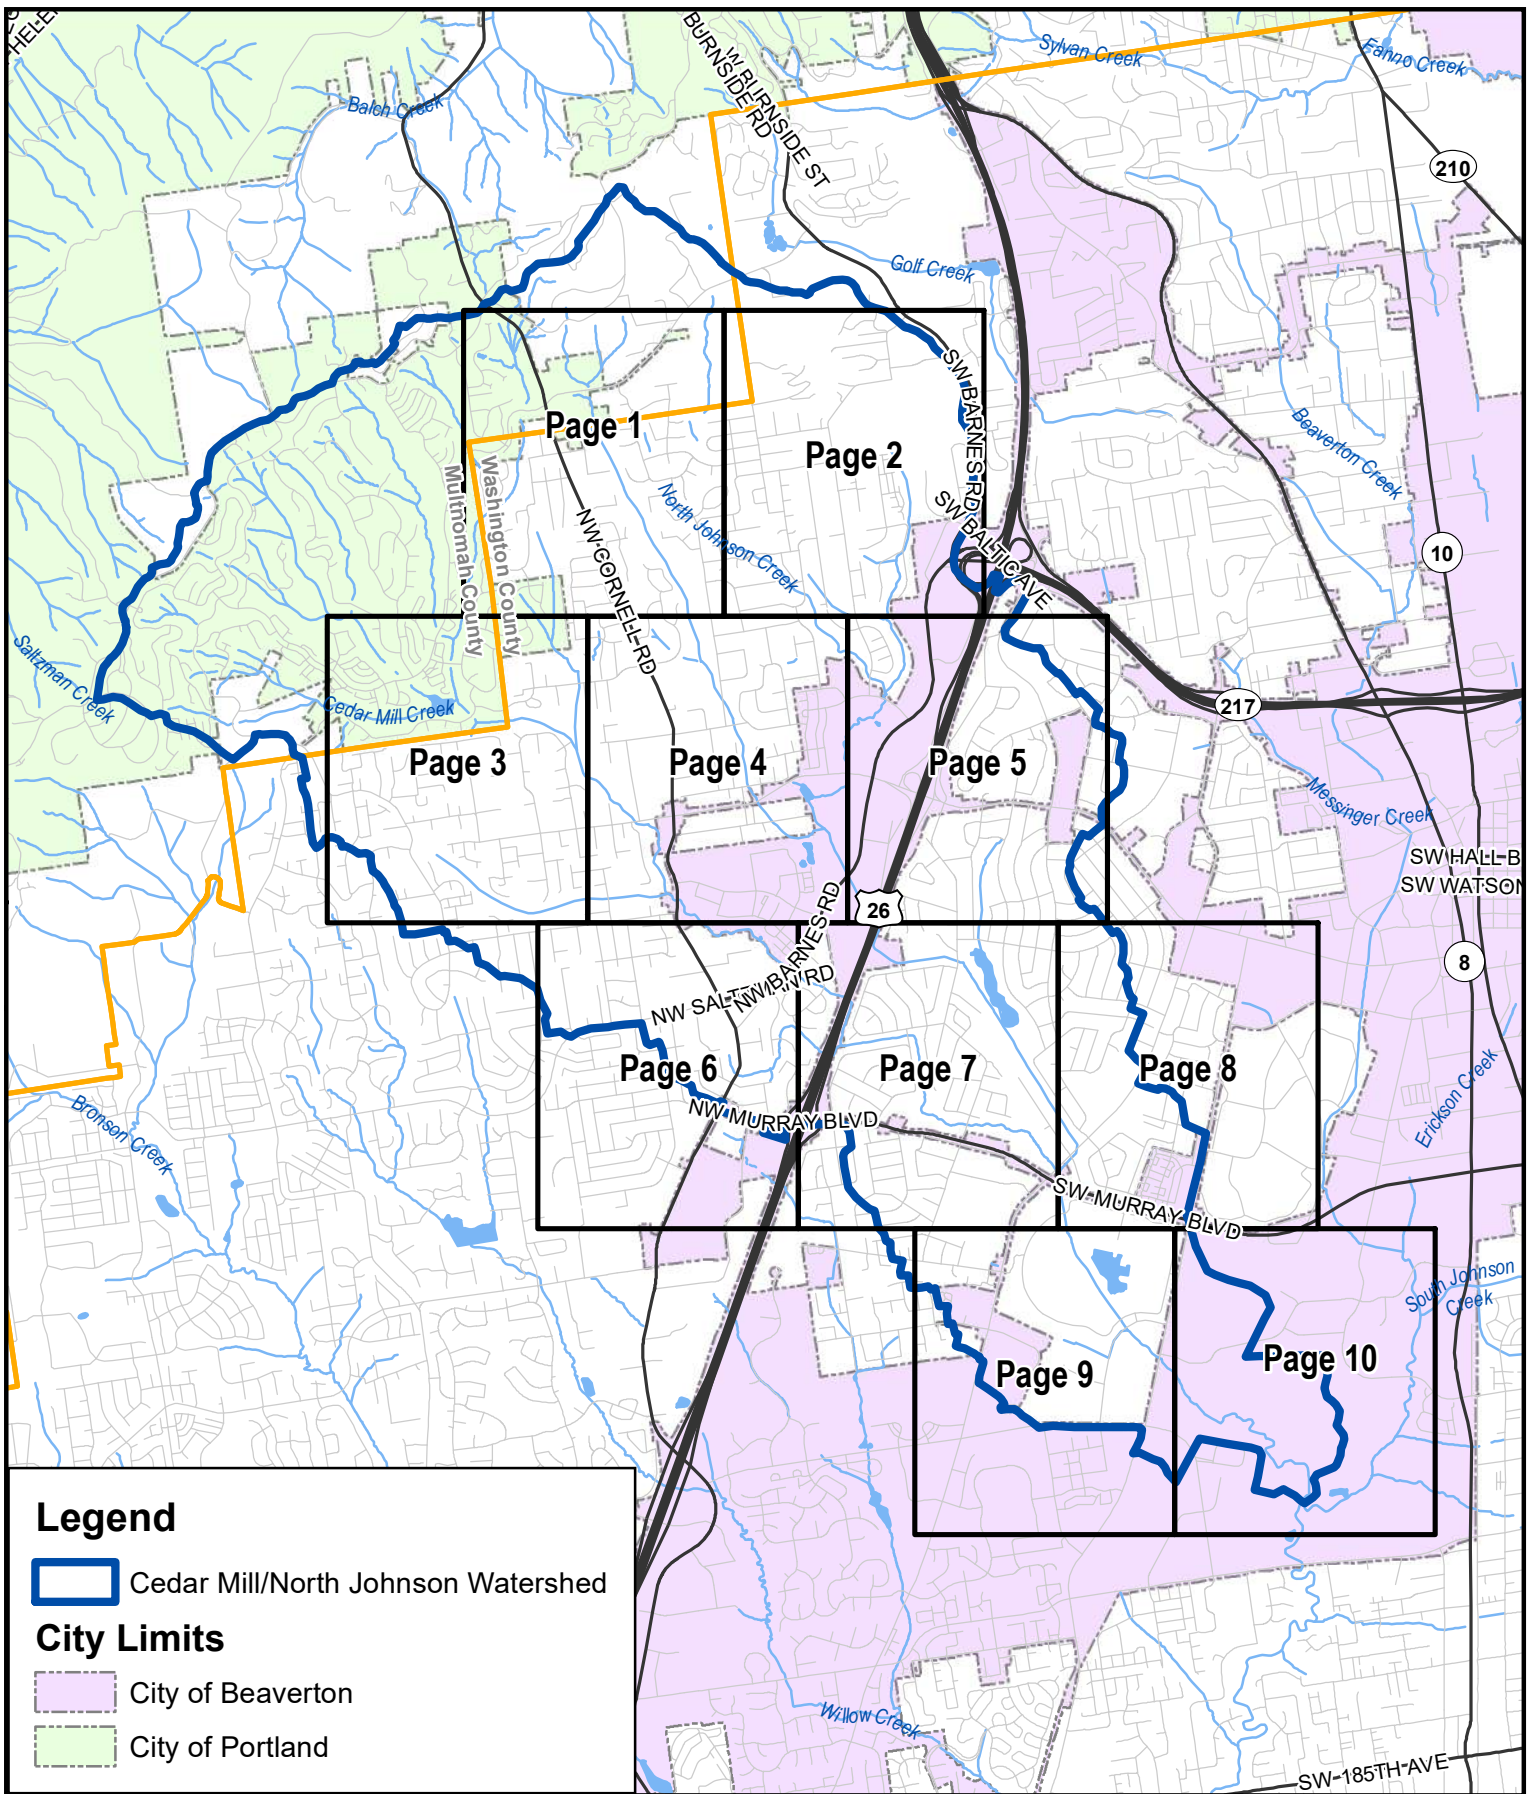 BURNSIDE RD
W BURNSIDE ST
Sylvan Creek
Fanno Creek
Balch Creek
210
Golf Creek
SW BARNES RD
Page 1
Page 2
Beaverton Creek
Multnomah County
Washington County
North Johnson Creek
NW CORNELL RD
SW BALTIC AVE
10
Saltzman Creek
Cedar Mill Creek
217
Page 3
Page 4
Page 5
Messinger Creek
SW HALL B
SW WATSON
26
NW BARNES RD
8
Page 6
Page 7
Page 8
NW MURRAY BLVD
Bronson Creek
Erickson Creek
SW MURRAY BLVD
South Johnson
Creek
Page 9
Page 10
Legend
Cedar Mill/North Johnson Watershed
City Limits
City of Beaverton
City of Portland
Willow Creek
SW 185TH AVE